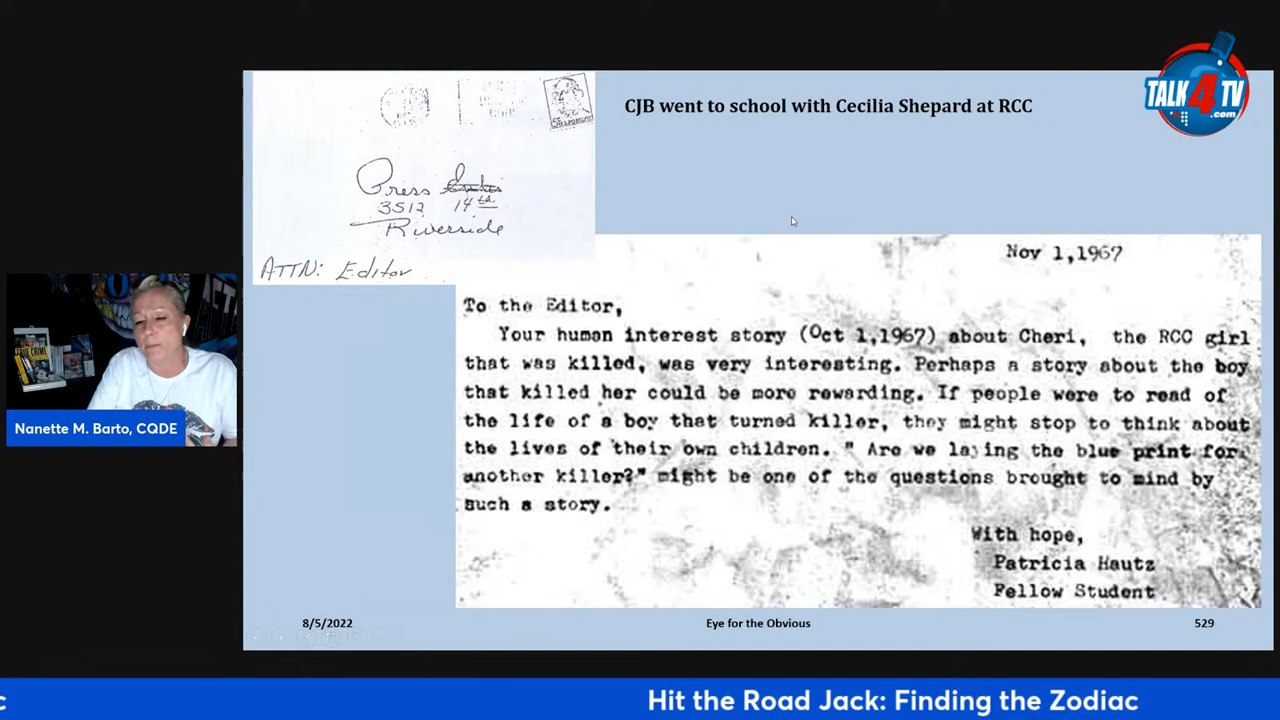 TALK 4 TV
.com
CJB went to school with Cecilia Shepard at RCC
Press
3512 14th
Riverside
ATTN: Editor
Nov 1,1967
To the Editor,
Your human interest story (Oct 1,1967) about Cheri, the RCC girl
that was killed, was very interesting. Perhaps a story about the boy
that killed her could be more rewarding. If people were to read of
the life of a boy that turned killer, they might stop to think about
the lives of their own children. " Are we laying the blue print for
another killer?" might be one of the questions brought to mind by
such a story.
With hope,
Patricia Hautz
Fellow Student
TRUE CRIME
Nanette M. Barto, CQDE
8/5/2022
Eye for the Obvious
529
c
Hit the Road Jack: Finding the Zodiac